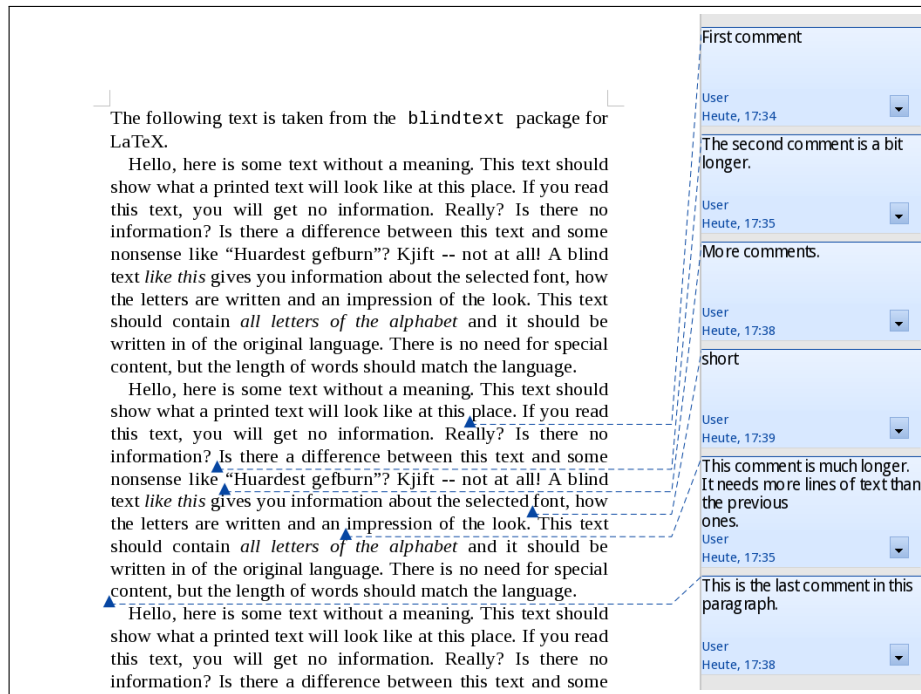 The following text is taken from the blindtext package for
LaTeX.
Hello, here is some text without a meaning. This text should
show what a printed text will look like at this place. If you read
this text, you will get no information. Really? Is there no
information? Is there a difference between this text and some
nonsense like “Huardest gefburn”? Kjift -- not at all! A blind
text like this gives you information about the selected font, how
the letters are written and an impression of the look. This text
should contain all letters of the alphabet and it should be
written in of the original language. There is no need for special
content, but the length of words should match the language.
Hello, here is some text without a meaning. This text should
show what a printed text will look like at this place. If you read
this text, you will get no information. Really? Is there no
information? Is there a difference between this text and some
nonsense like “Huardest gefburn”? Kjift -- not at all! A blind
text like this gives you information about the selected font, how
the letters are written and an impression of the look. This text
should contain all letters of the alphabet and it should be
written in of the original language. There is no need for special
content, but the length of words should match the language.
Hello, here is some text without a meaning. This text should
show what a printed text will look like at this place. If you read
this text, you will get no information. Really? Is there no
information? Is there a difference between this text and some
First comment
User
Heute, 17:34
The second comment is a bit
longer.
User
Heute, 17:35
More comments.
User
Heute, 17:38
short
User
Heute, 17:39
This comment is much longer.
It needs more lines of text than
the previous
ones.
User
Heute, 17:35
This is the last comment in this
paragraph.
User
Heute, 17:38